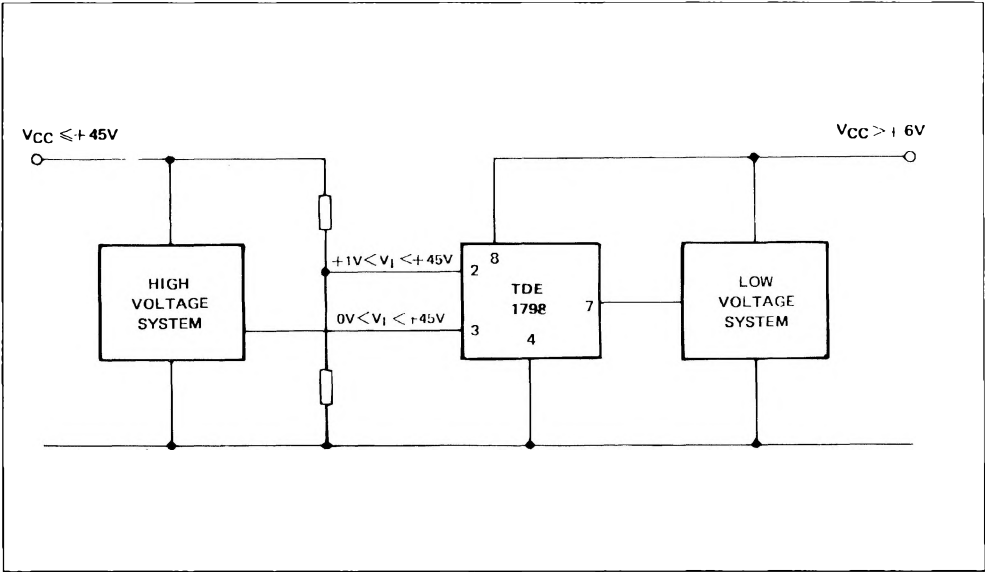 VCC ≤+45V
VCC > + 6V
+1V<VI<+45V
0V<VI<+45V
HIGH
VOLTAGE
SYSTEM
2
8
TDE
1798
7
3
4
LOW
VOLTAGE
SYSTEM